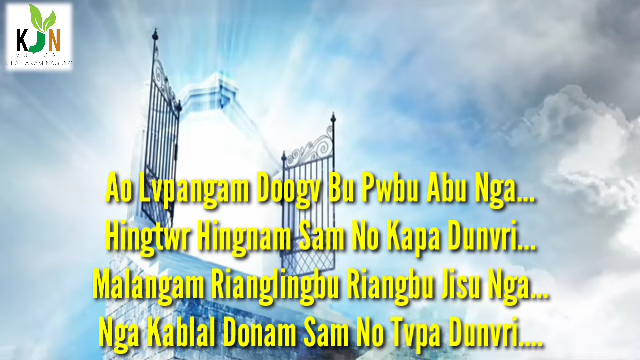 KJN
Ao Lvpangam Doogv Bu Pwbu Abu Nga...
Hingtwr Hingnam Sam No Kapa Dunvri...
Malangam Rianglingbu Riangbu Jisu Nga...
Nga Kablal Donam Sam No Tvpa Dunvri....